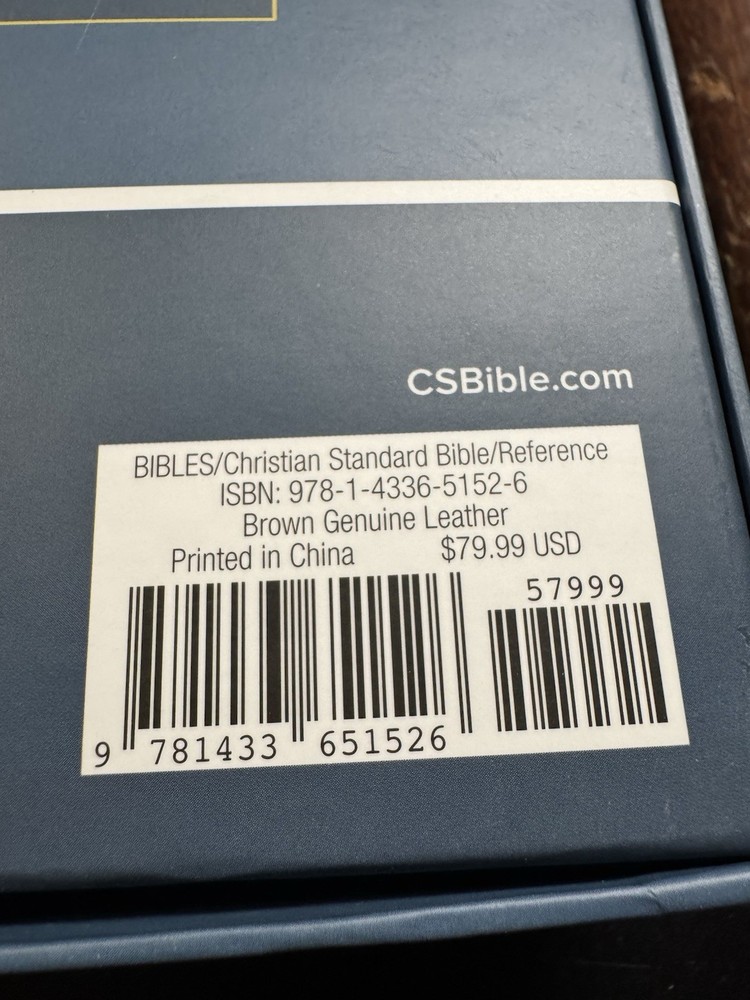 CSBible.com
BIBLES/Christian Standard Bible/Reference
ISBN: 978-1-4336-5152-6
Brown Genuine Leather
Printed in China $79.99 USD
57999
9 781433 651526